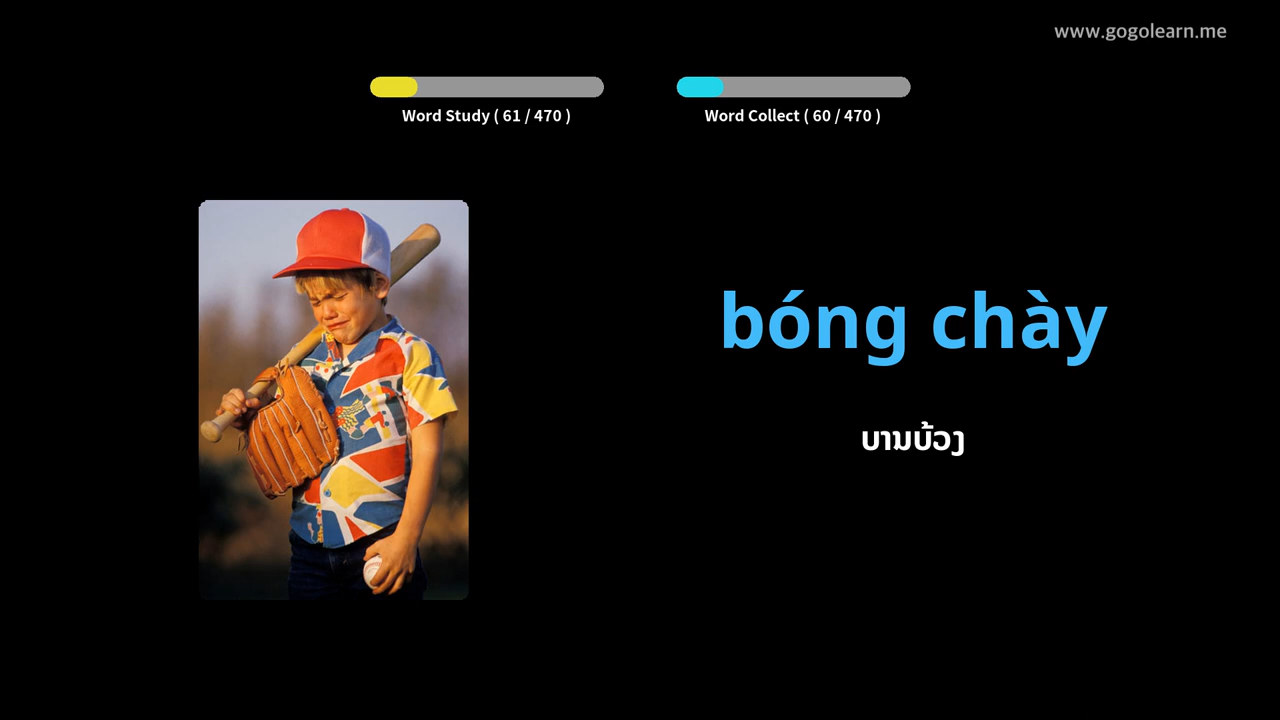 www.gogolearn.me
Word Study ( 61 / 470 )
Word Collect ( 60 / 470 )
bóng chày
ບານບ້ວງ